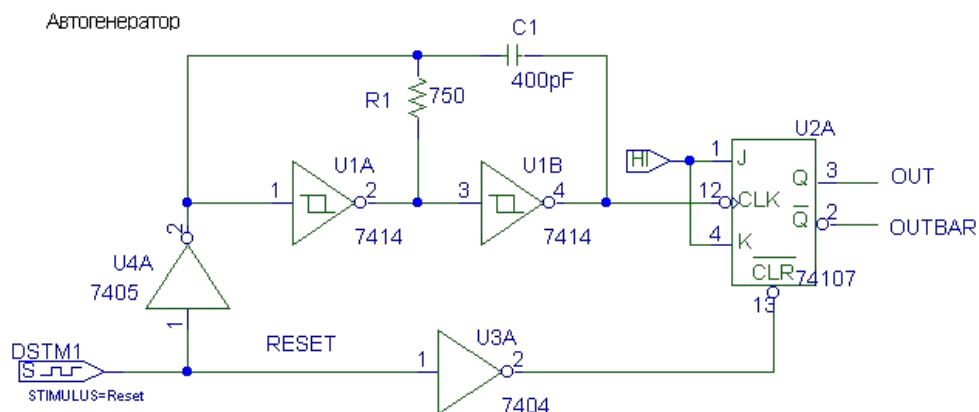 Автогенератор
C1
400pF
R1
750
U2A
U1A
U1B
HI
1
J
Q
3
OUT
1
2
3
4
12
CLK
Q
2
OUTBAR
7414
7414
4
K
2
U4A
7405
CLR
74107
13
1
RESET
U3A
DSTM1
S
1
2
STIMULUS=Reset
7404